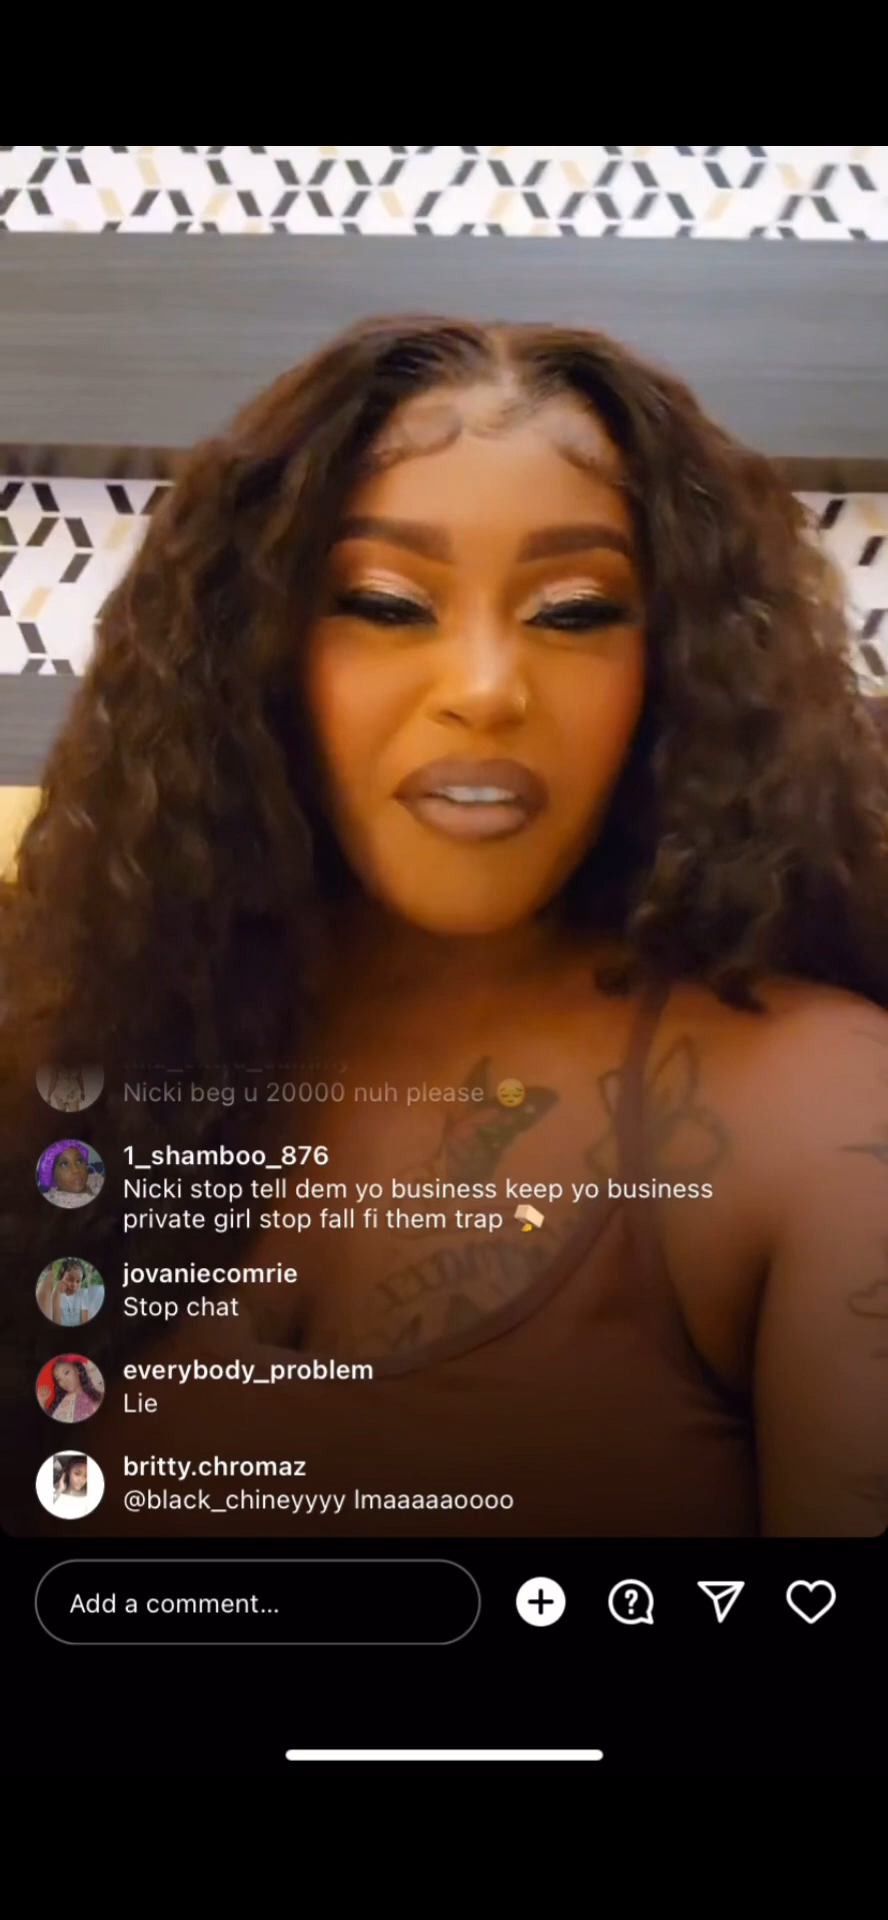 Nicki beg u 20000 nuh please 😔
1_shamboo_876
Nicki stop tell dem yo business keep yo business
private girl stop fall fi them trap
jovaniecomrie
Stop chat
everybody_problem
Lie
britty.chromaz
@black_chineyyyy lmaaaaaoooo
Add a comment...